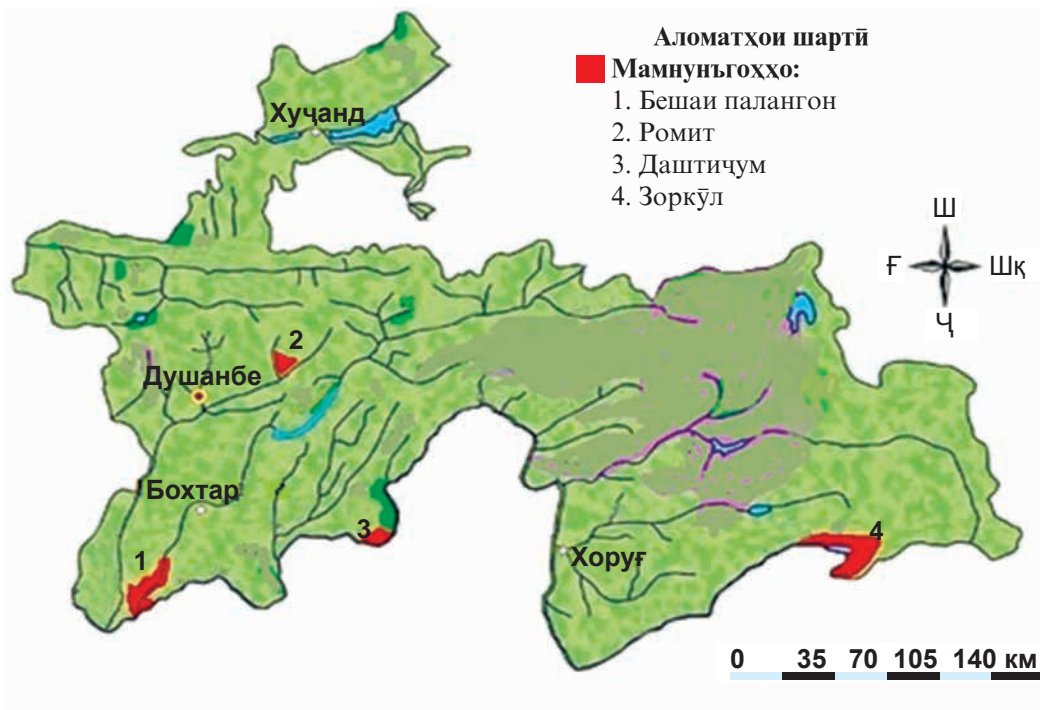 Аломатҳои шартӣ
Мамнунъгоҳҳо:
1. Бешаи палангон
2. Ромит
3. Даштиҷум
4. Зоркӯл
Хуҷанд
Ш
Ғ
Шқ
Ҷ
2
Душанбе
Бохтар
3
4
1
Хоруғ
0 35 70 105 140 км